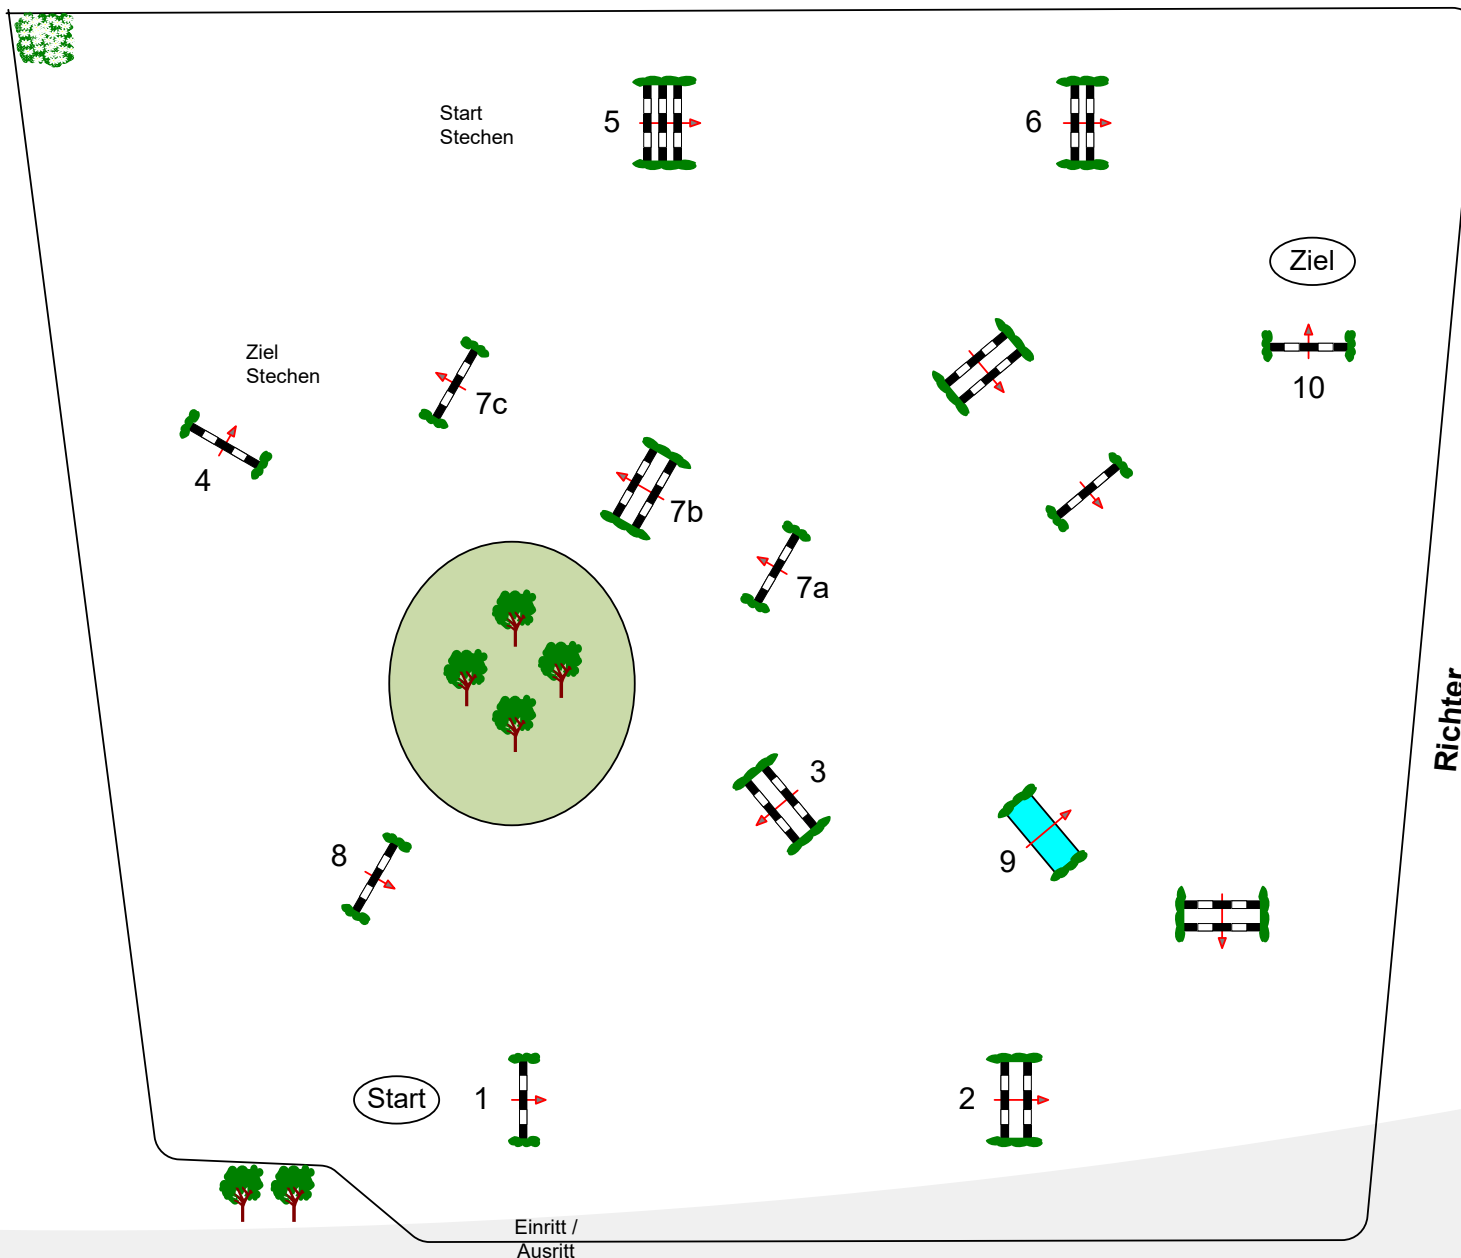 Start
Stechen
5
6
Ziel
Ziel
Stechen
10
7c
4
7b
7a
Richter
3
8
9
Start
1
2
Einritt /
Ausritt